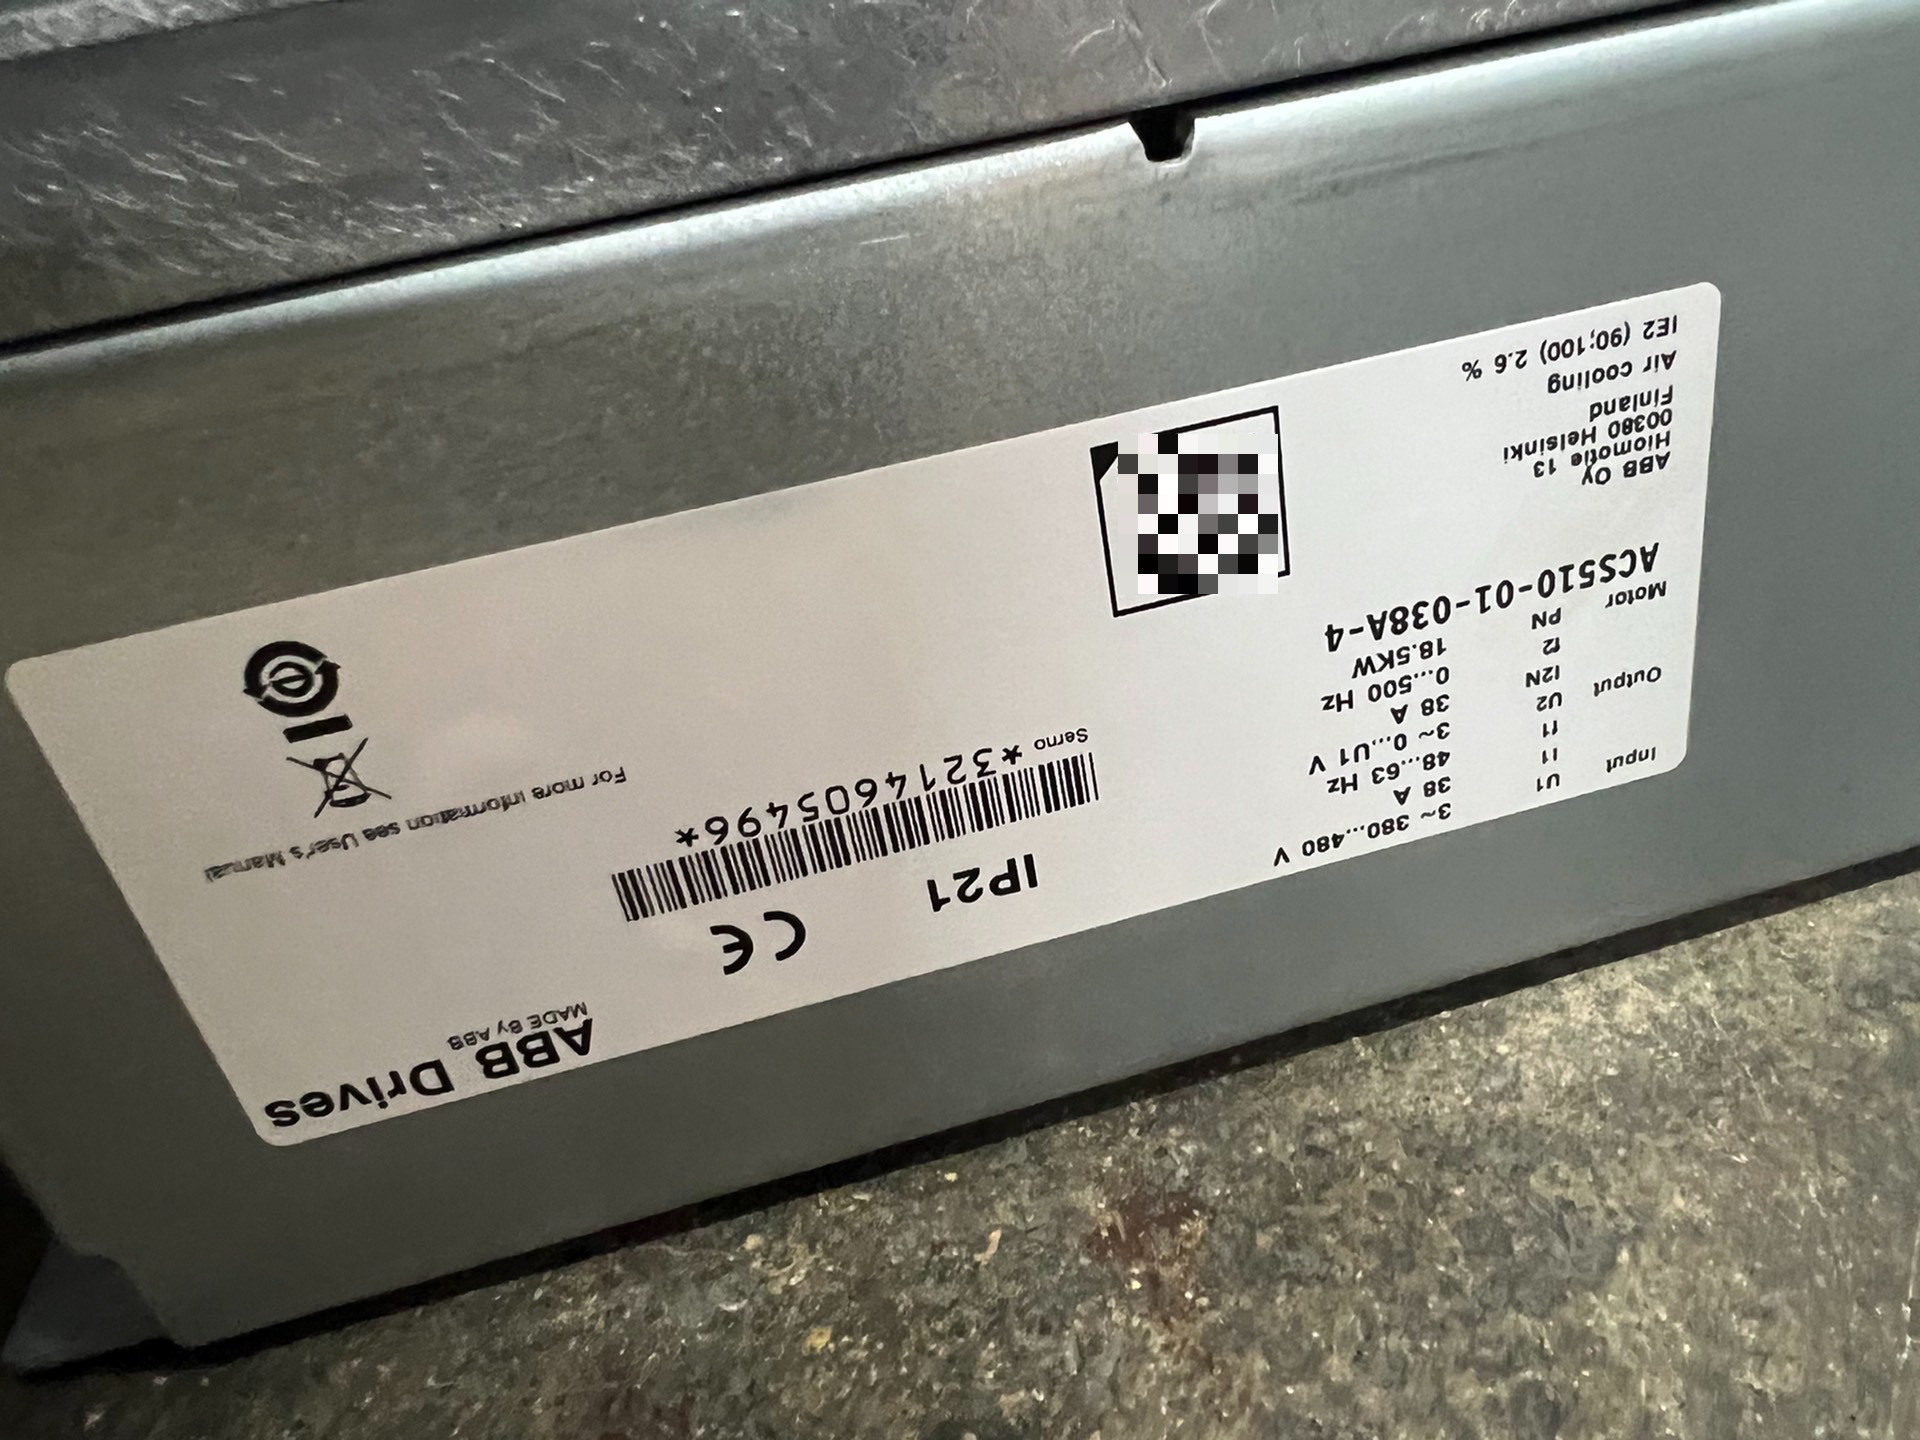 ABB Drives
MADE By ABB
IP21
CE
Input
U1 3~ 380...480 V
I1 38 A
f1 48...63 Hz
Output
U2 3~ 0...U1 V
I2N 38 A
f2 0...500 Hz
Motor
PN 18.5KW
ACS510-01-038A-4
Serno *3214605496*
For more information see User's Manual
ABB Oy
Hiomotie 13
00380 Helsinki
Finland
Air cooling
IE2 (90;100) 2.6 %